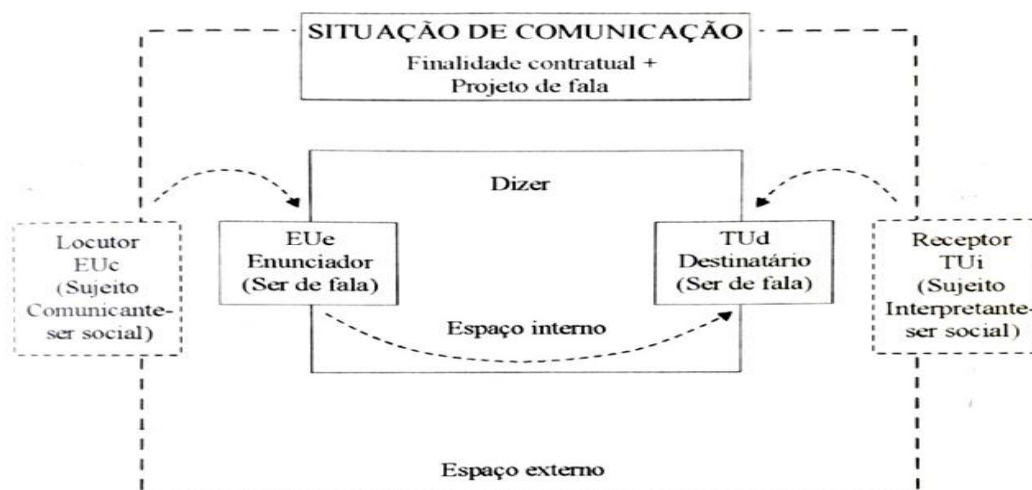 SITUAÇÃO DE COMUNICAÇÃO
Finalidade contratual +
Projeto de fala
Dizer
Locutor
EUc
(Sujeito
Comunicante-
ser social)
EUe
Enunciador
(Ser de fala)
TUd
Destinatário
(Ser de fala)
Receptor
TUi
(Sujeito
Interpretante-
ser social)
Espaço interno
Espaço externo